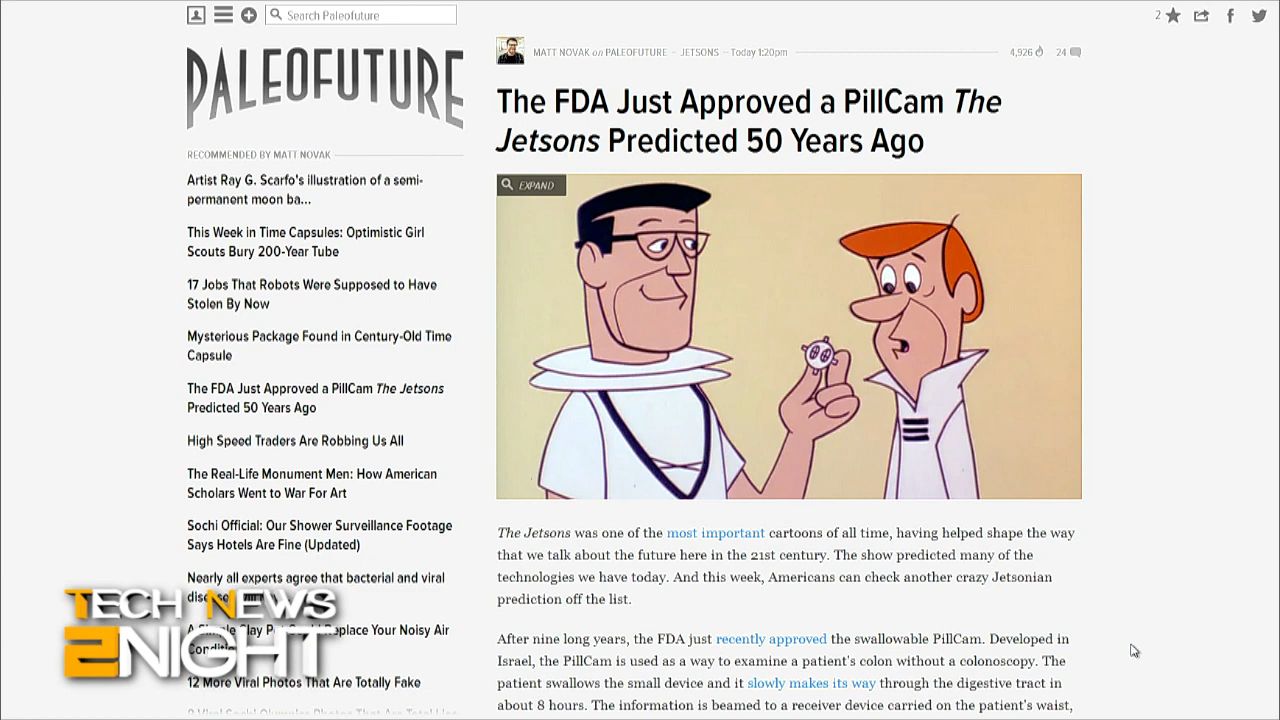 Search Paleofuture
2
PALEOFUTURE
RECOMMENDED BY MATT NOVAK
Artist Ray G. Scarfo's illustration of a semi-
permanent moon ba...
This Week in Time Capsules: Optimistic Girl
Scouts Bury 200-Year Tube
17 Jobs That Robots Were Supposed to Have
Stolen By Now
Mysterious Package Found in Century-Old Time
Capsule
The FDA Just Approved a PillCam The Jetsons
Predicted 50 Years Ago
High Speed Traders Are Robbing Us All
The Real-Life Monument Men: How American
Scholars Went to War For Art
Sochi Official: Our Shower Surveillance Footage
Says Hotels Are Fine (Updated)
Nearly all experts agree that bacterial and viral
A Simple Clay Pot Could Replace Your Noisy Air
12 More Viral Photos That Are Totally Fake
MATT NOVAK on PALEOFUTURE – JETSONS – Today 1:20pm
4,926
24
The FDA Just Approved a PillCam The
Jetsons Predicted 50 Years Ago
EXPAND
The Jetsons was one of the most important cartoons of all time, having helped shape the way
that we talk about the future here in the 21st century. The show predicted many of the
technologies we have today. And this week, Americans can check another crazy Jetsonian
prediction off the list.
After nine long years, the FDA just recently approved the swallowable PillCam. Developed in
Israel, the PillCam is used as a way to examine a patient's colon without a colonoscopy. The
patient swallows the small device and it slowly makes its way through the digestive tract in
about 8 hours. The information is beamed to a receiver device carried on the patient's waist,
TECH NEWS
2NIGHT